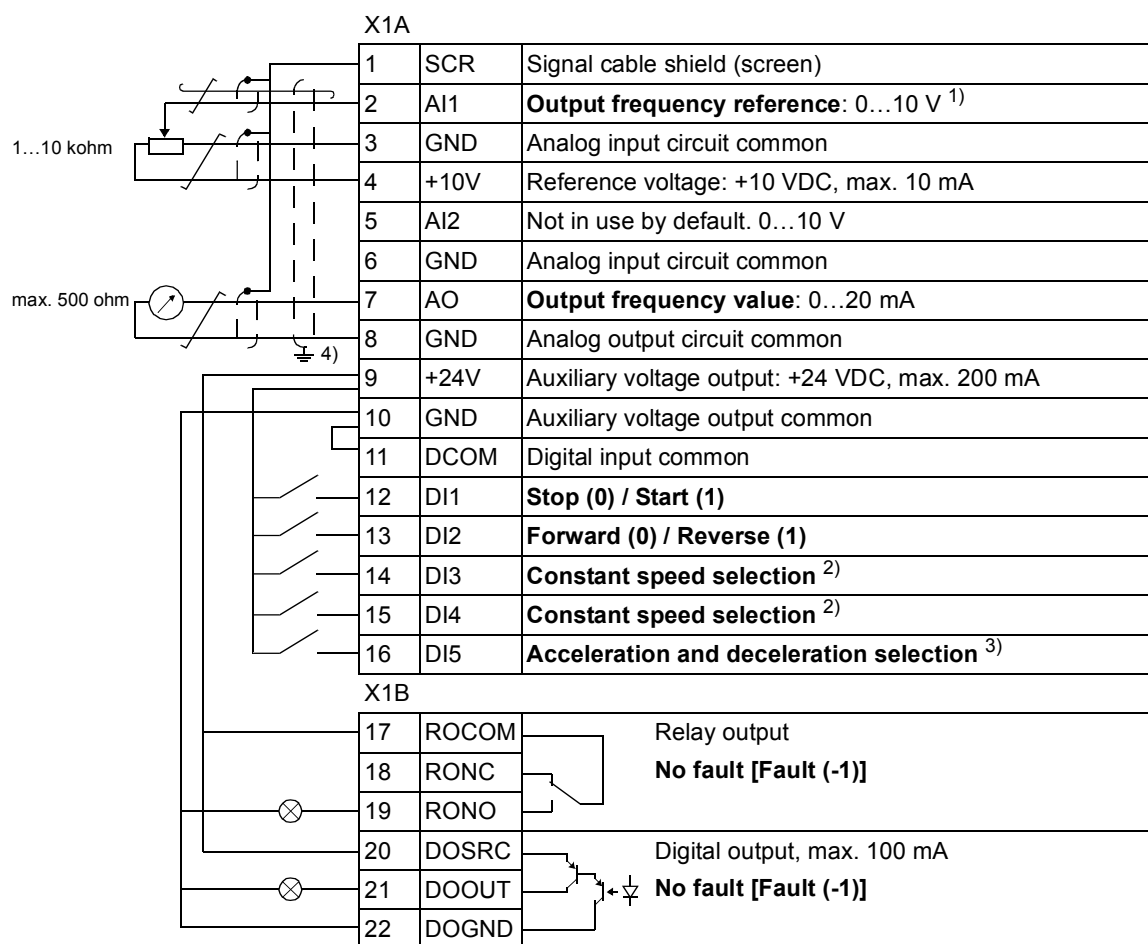 X1A
1 SCR Signal cable shield (screen)
2 AI1 Output frequency reference: 0…10 V 1)
1…10 kohm
3 GND Analog input circuit common
4 +10V Reference voltage: +10 VDC, max. 10 mA
5 AI2 Not in use by default. 0…10 V
6 GND Analog input circuit common
max. 500 ohm
7 AO Output frequency value: 0…20 mA
8 GND Analog output circuit common
4)
9 +24V Auxiliary voltage output: +24 VDC, max. 200 mA
10 GND Auxiliary voltage output common
11 DCOM Digital input common
12 DI1 Stop (0) / Start (1)
13 DI2 Forward (0) / Reverse (1)
14 DI3 Constant speed selection 2)
15 DI4 Constant speed selection 2)
16 DI5 Acceleration and deceleration selection 3)
X1B
17 ROCOM Relay output
18 RONC No fault [Fault (-1)]
19 RONO
20 DOSRC Digital output, max. 100 mA
21 DOOUT No fault [Fault (-1)]
22 DOGND